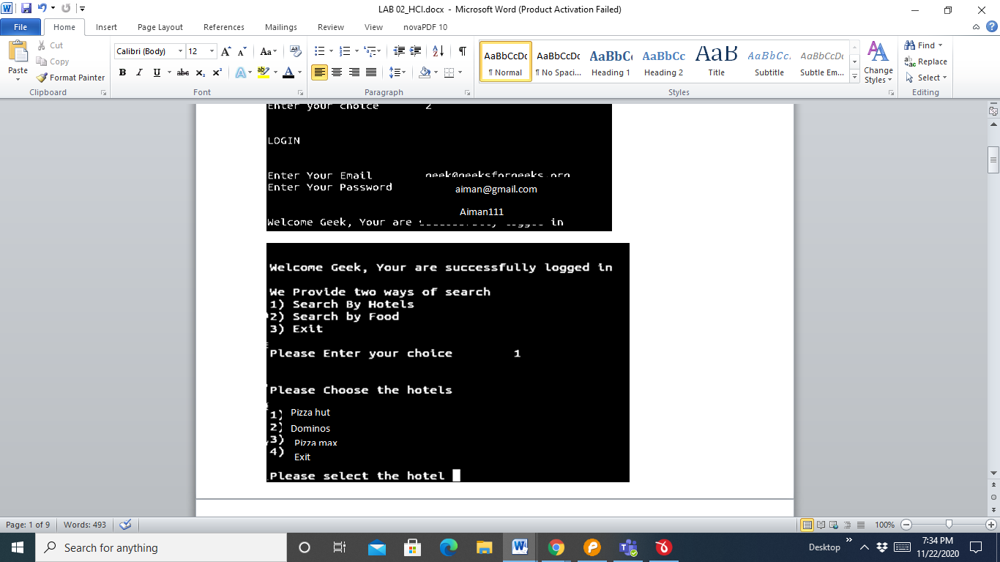 LAB 02_HCI.docx - Microsoft Word (Product Activation Failed)
File Home Insert Page Layout References Mailings Review View novaPDF 10
Paste
Cut
Copy
Format Painter
Clipboard
Calibri (Body) 12
Font
Paragraph
AaBbCcDc AaBbCcDc AaBbC AaBbCc AaB AaBbCc. AaBbCcDc
¶ Normal ¶ No Spaci... Heading 1 Heading 2 Title Subtitle Subtle Em...
Change Styles
Styles
Find
Replace
Select
Editing
Enter your choice 2
LOGIN
Enter Your Email geek@geeksforgeeks.org
Enter Your Password aiman@gmail.com
Aiman111
Welcome Geek, Your are successfully logged in
Welcome Geek, Your are successfully logged in
We Provide two ways of search
1) Search By Hotels
2) Search by Food
3) Exit
Please Enter your choice 1
Please Choose the hotels
1) Pizza hut
2) Dominos
3) Pizza max
4) Exit
Please select the hotel
Page: 1 of 9 Words: 493 100%
Search for anything
Desktop
7:34 PM
11/22/2020